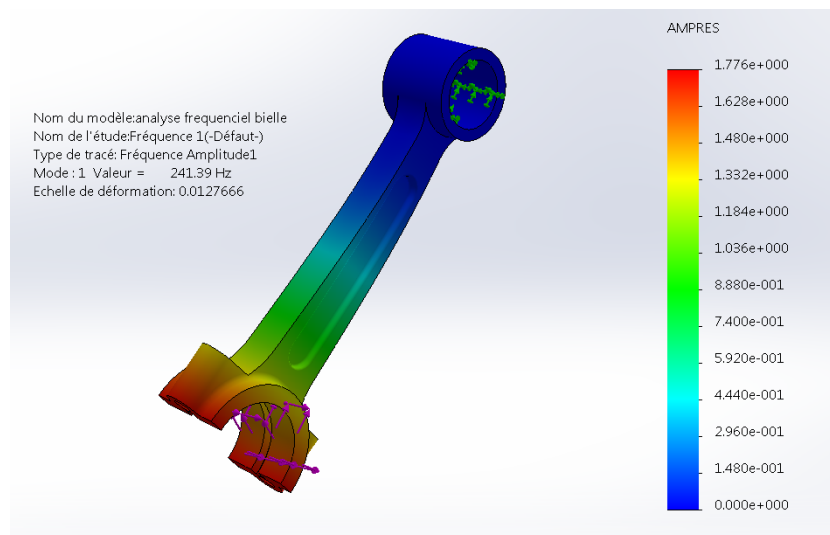 AMPRES
Nom du modèle:analyse frequenciel bielle
Nom de l'étude:Fréquence 1(-Défaut-)
Type de tracé: Fréquence Amplitude1
Mode : 1 Valeur = 241.39 Hz
Echelle de déformation: 0.0127666
1.776e+000
1.628e+000
1.480e+000
1.332e+000
1.184e+000
1.036e+000
8.880e-001
7.400e-001
5.920e-001
4.440e-001
2.960e-001
1.480e-001
0.000e+000